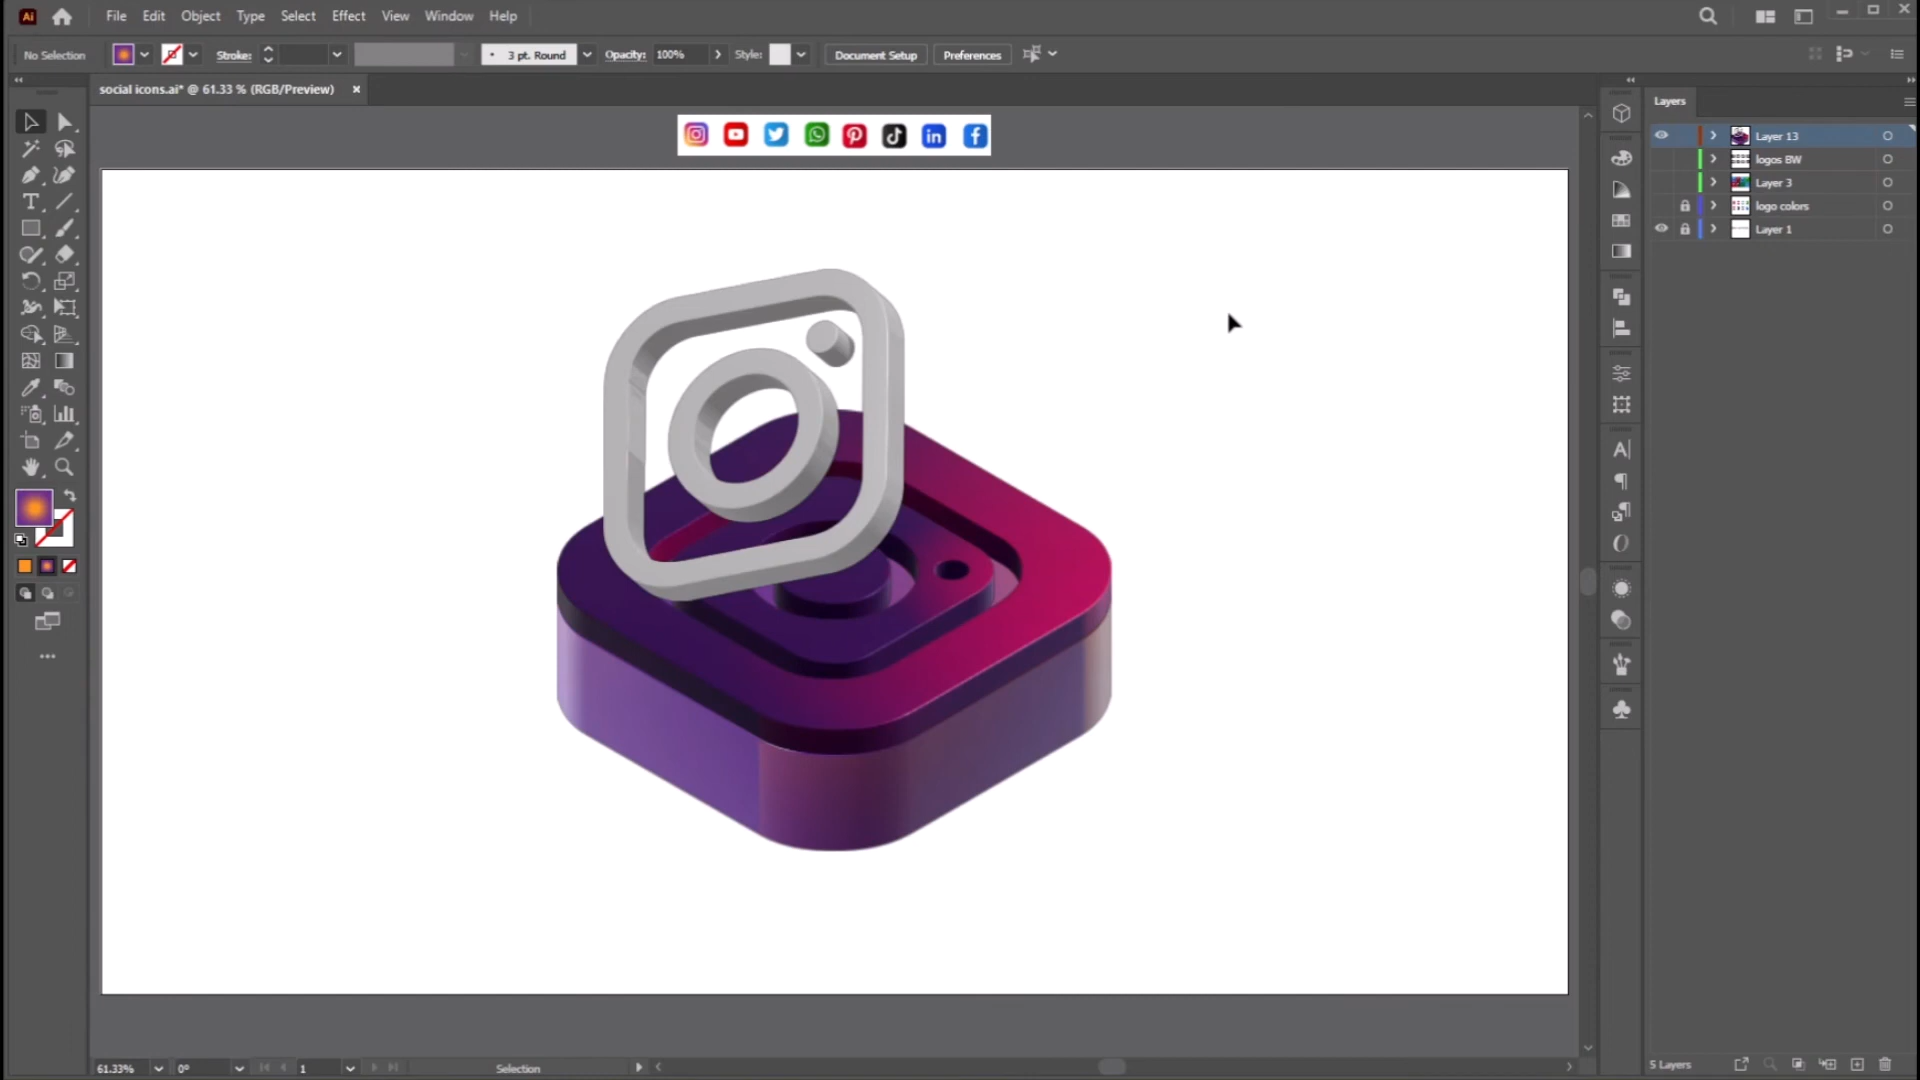 Ai File Edit Object Type Select Effect View Window Help
No Selection Stroke: 3 pt. Round Opacity: 100% Style: Document Setup Preferences
social icons.ai* @ 61.33 % (RGB/Preview) ×
Layers
Layer 13
logos BW
Layer 3
logo colors
Layer 1
61.33% 0° 1 Selection
5 Layers